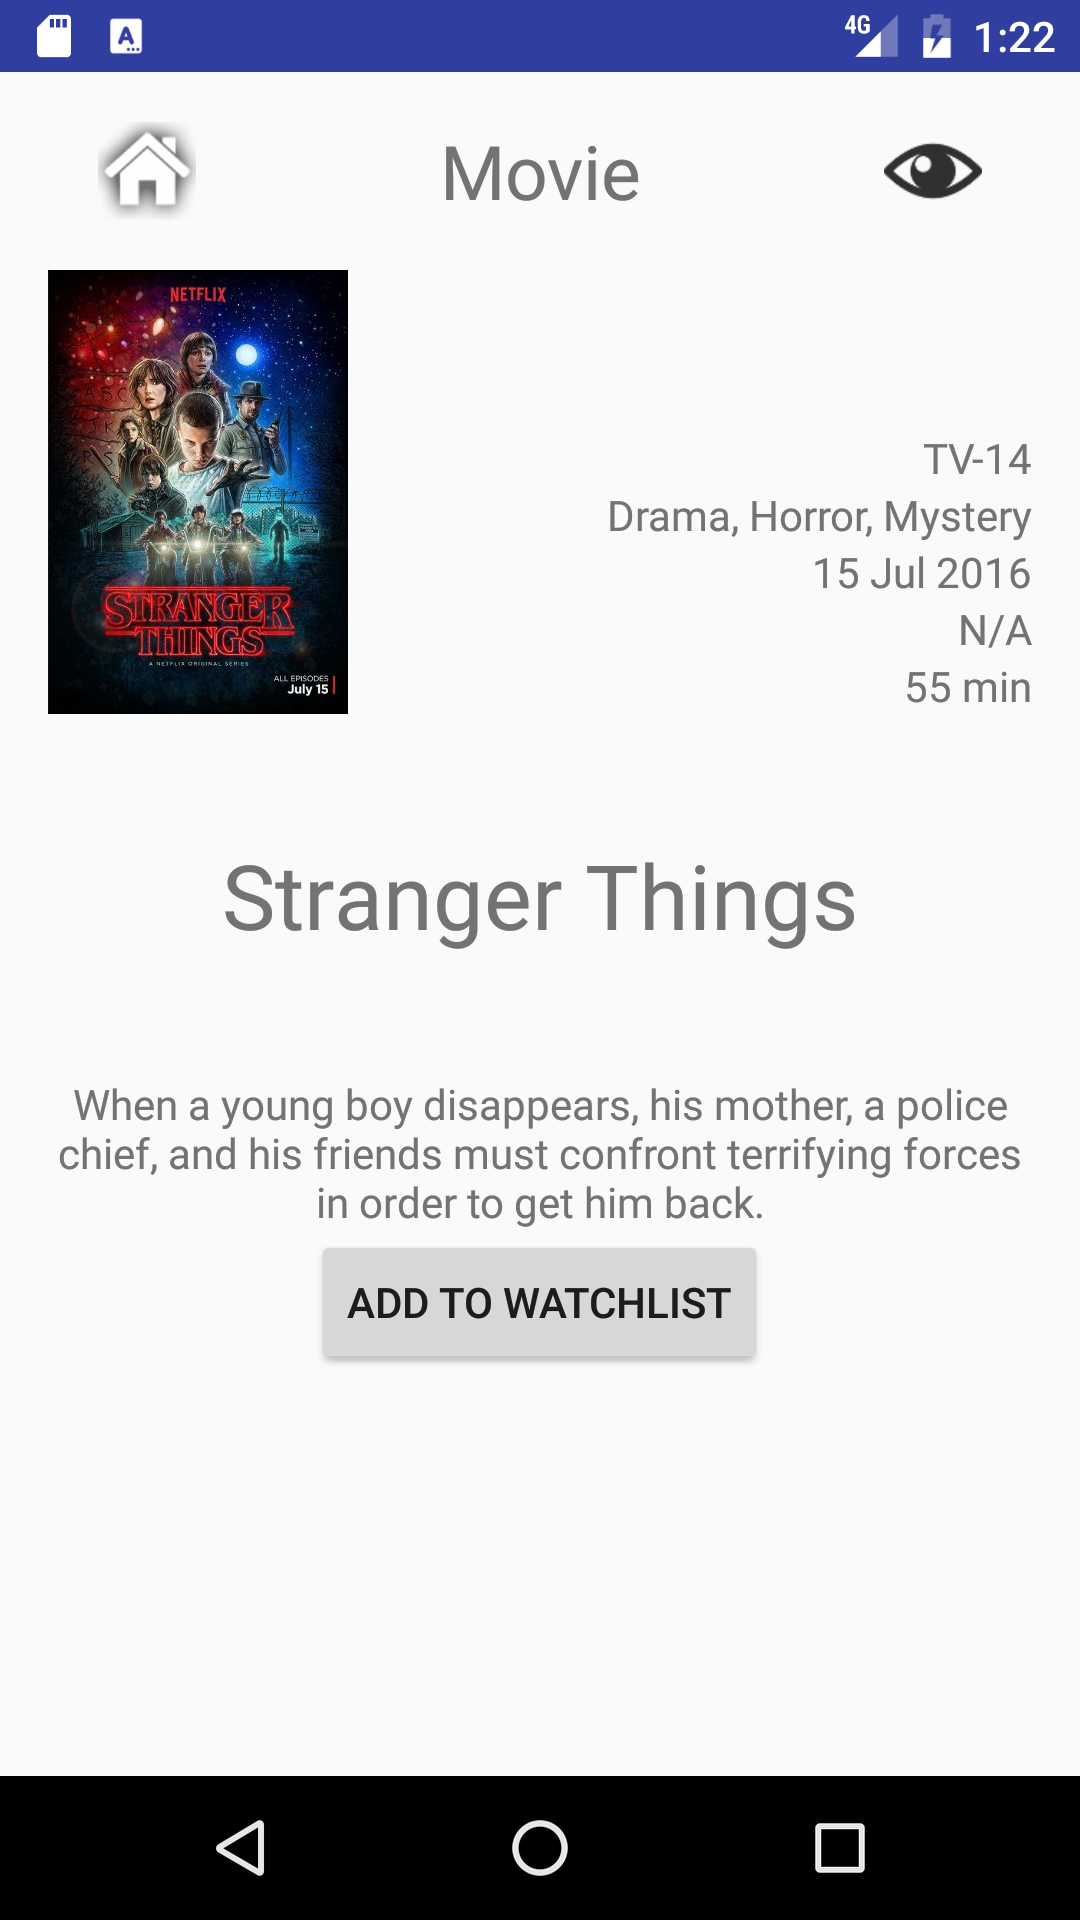 4G 1:22
Movie
NETFLIX
STRANGER
THINGS
A NETFLIX ORIGINAL SERIES
ALL EPISODES
July 15
TV-14
Drama, Horror, Mystery
15 Jul 2016
N/A
55 min
Stranger Things
When a young boy disappears, his mother, a police
chief, and his friends must confront terrifying forces
in order to get him back.
ADD TO WATCHLIST